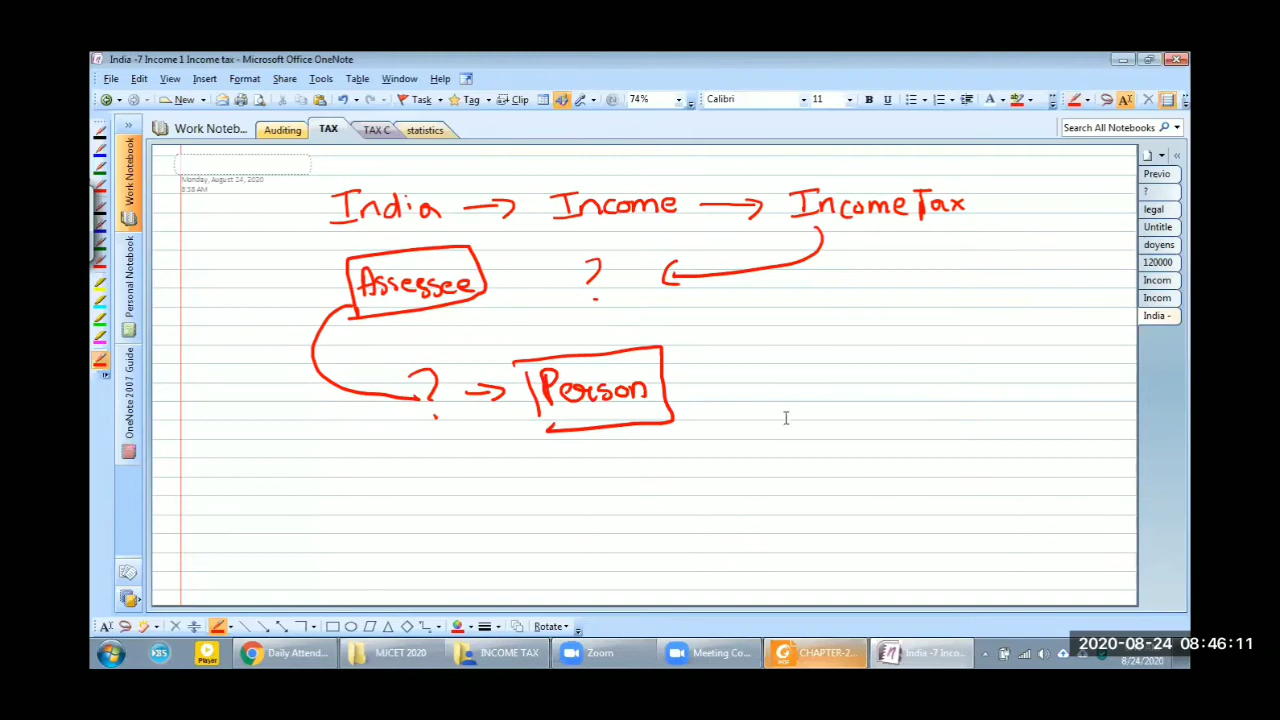 India -7 Income 1 Income tax - Microsoft Office OneNote
File Edit View Insert Format Share Tools Table Window Help
New Task Tag Clip 74% Calibri 11 B U A
Work Noteb... Auditing TAX TAX C statistics Search All Notebooks
Work Notebook
Personal Notebook
OneNote 2007 Guide
Monday, August 24, 2020
8:38 AM
India → Income → Income Tax
Assessee ?
? → Person
Previo
?
legal
Untitle
doyens
120000
Incom
Incom
India -
Rotate
Player Daily Attend... MJCET 2020 INCOME TAX Zoom Meeting Co... CHAPTER-2... India -7 Inco...
2020-08-24 08:46:11
8/24/2020